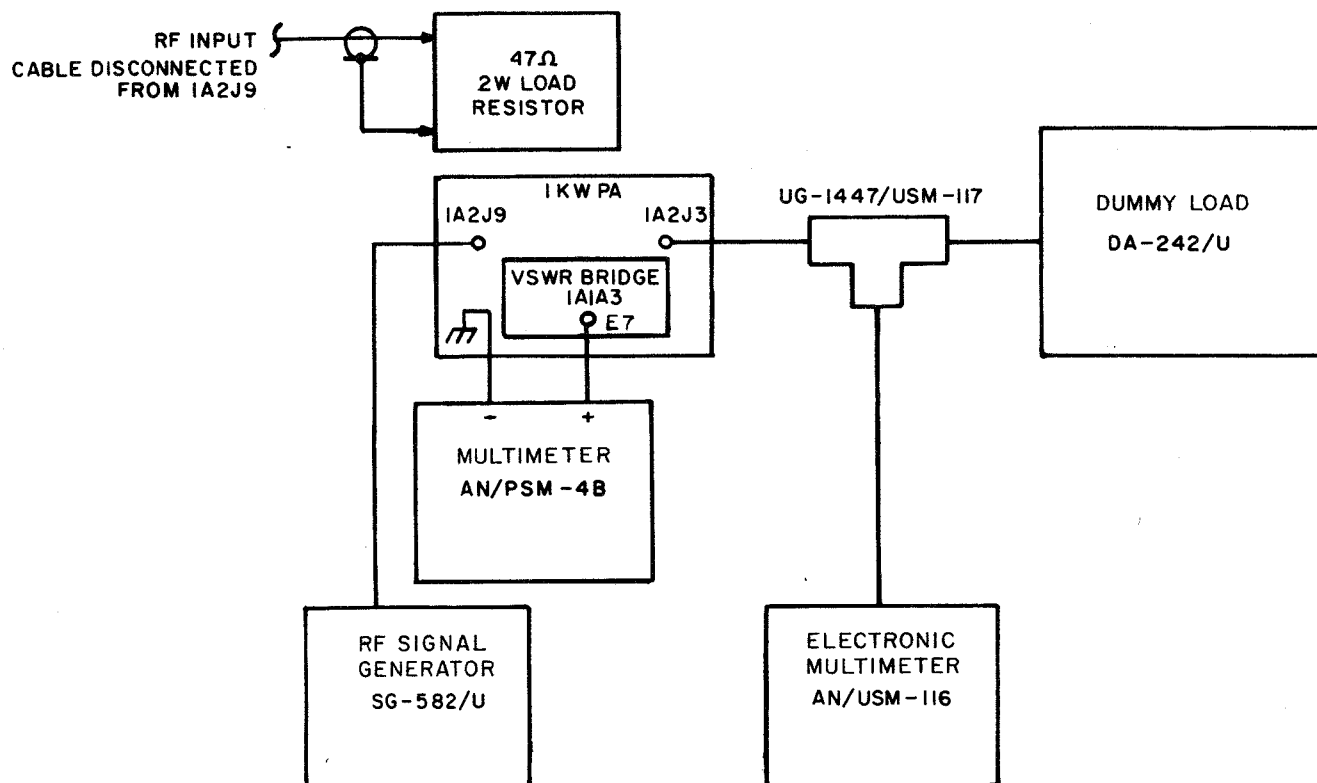 RF INPUT
CABLE DISCONNECTED
FROM 1A2J9
47Ω
2W LOAD
RESISTOR
1 KW PA
1A2J9
1A2J3
VSWR BRIDGE
1A1A3
E7
UG-1447/USM-117
DUMMY LOAD
DA-242/U
- +
MULTIMETER
AN/PSM-4B
RF SIGNAL
GENERATOR
SG-582/U
ELECTRONIC
MULTIMETER
AN/USM-116